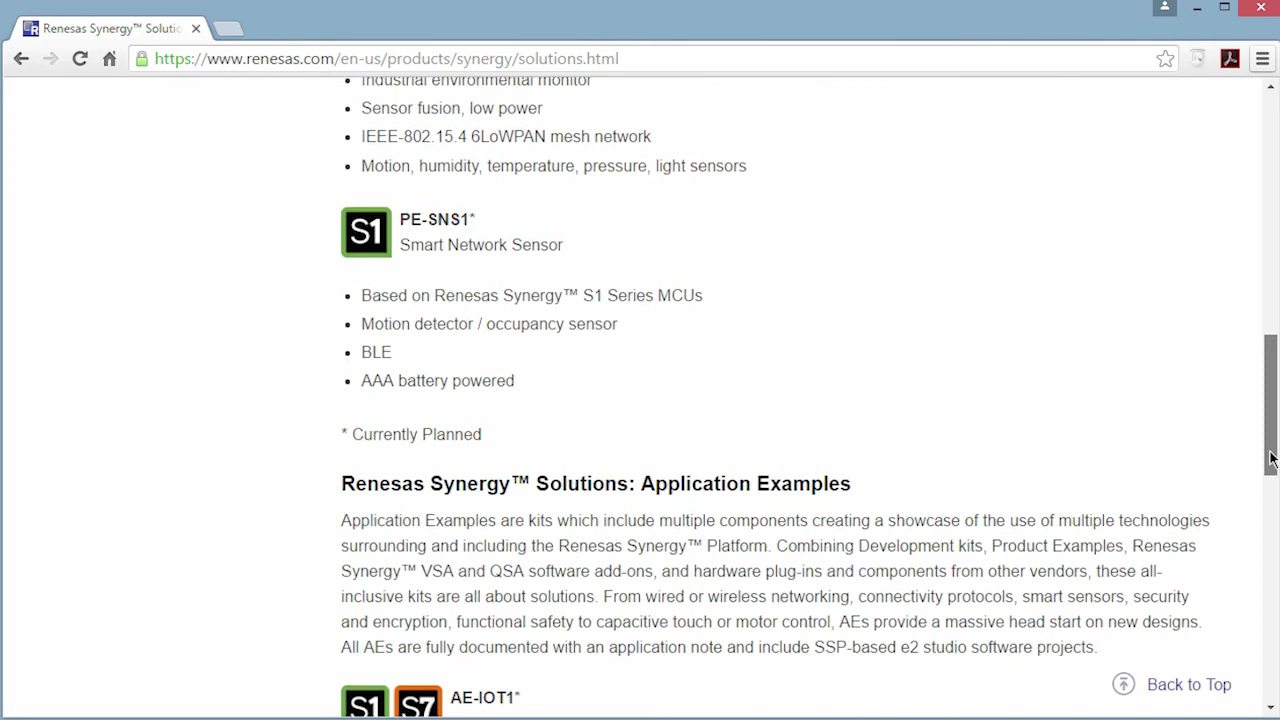 Renesas Synergy™ Soluti
https://www.renesas.com/en-us/products/synergy/solutions.html
Industrial environmental monitor
Sensor fusion, low power
IEEE-802.15.4 6LoWPAN mesh network
Motion, humidity, temperature, pressure, light sensors
S1
PE-SNS1*
Smart Network Sensor
Based on Renesas Synergy™ S1 Series MCUs
Motion detector / occupancy sensor
BLE
AAA battery powered
* Currently Planned
Renesas Synergy™ Solutions: Application Examples
Application Examples are kits which include multiple components creating a showcase of the use of multiple technologies
surrounding and including the Renesas Synergy™ Platform. Combining Development kits, Product Examples, Renesas
Synergy™ VSA and QSA software add-ons, and hardware plug-ins and components from other vendors, these all-
inclusive kits are all about solutions. From wired or wireless networking, connectivity protocols, smart sensors, security
and encryption, functional safety to capacitive touch or motor control, AEs provide a massive head start on new designs.
All AEs are fully documented with an application note and include SSP-based e2 studio software projects.
Back to Top
S1 S7 AE-IOT1*